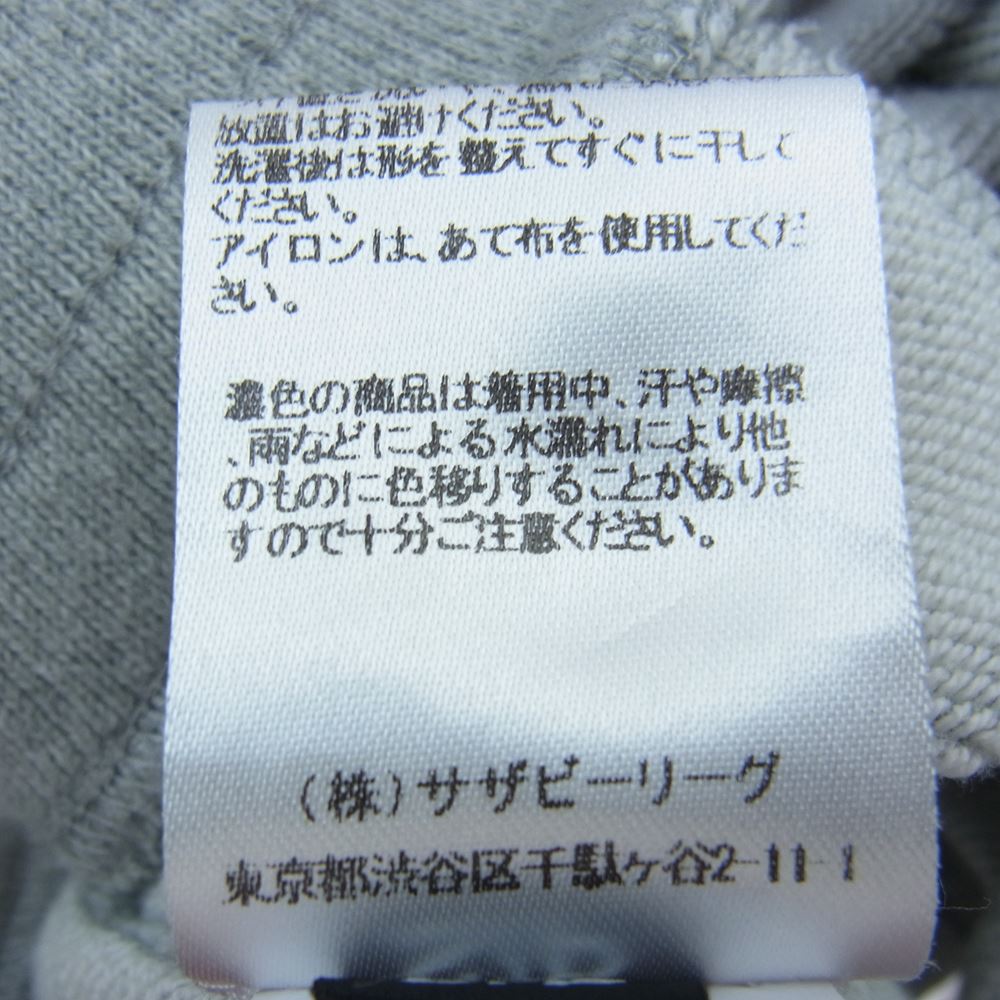 放置はお避けください。
洗濯後は形を整えてすぐに干して
ください。
アイロンは、あて布を使用してくだ
さい。
濃色の商品は着用中、汗や摩擦
、雨などによる水濡れにより他
のものに色移りすることがありま
すので十分ご注意ください。
（株）サザビーリーグ
東京都渋谷区千駄ヶ谷2-11-1